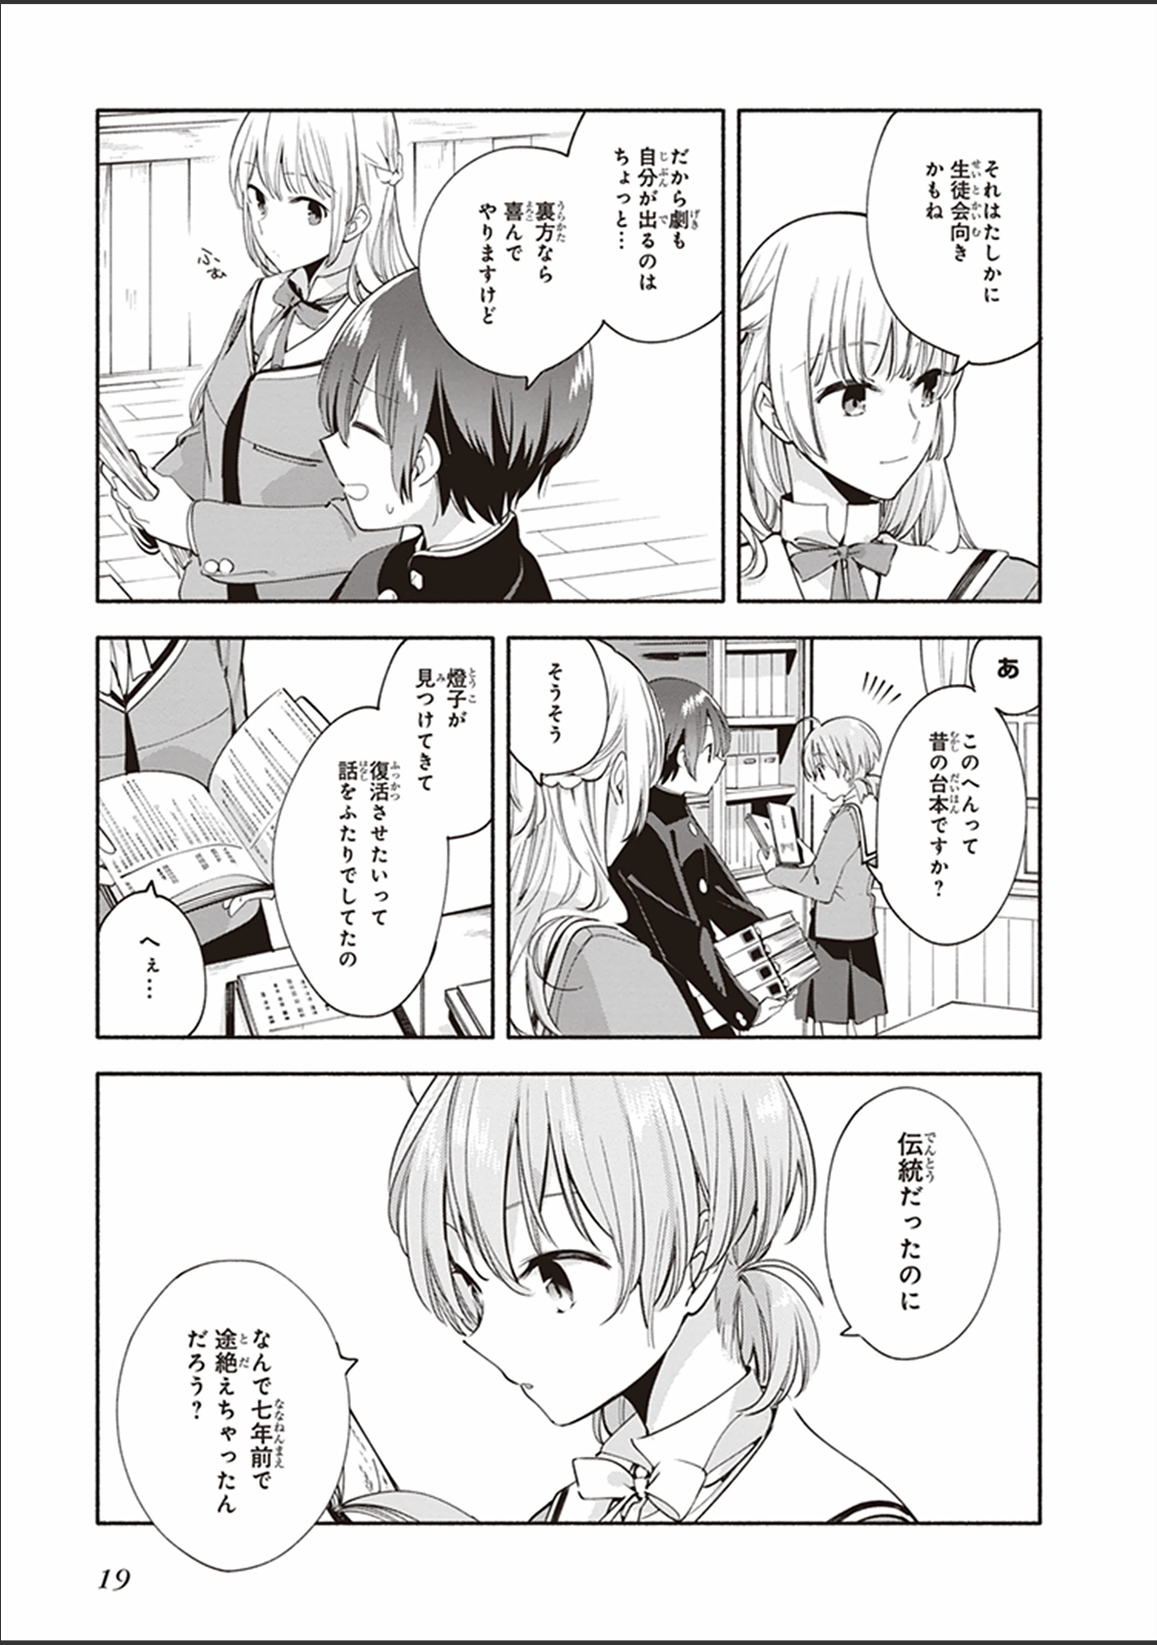 それはたしかに
生徒会向き
かもね
だから劇も
自分が出るのは
ちょっと…
裏方なら
喜んで
やりますけど
ふぁ
あ
このへんって
昔の台本ですか?
そうそう
燈子が
見つけてきて
復活させたいって
話をふたりでしてたの
へぇ…
伝統だったのに
なんで七年前で
途絶えちゃったん
だろう?
19